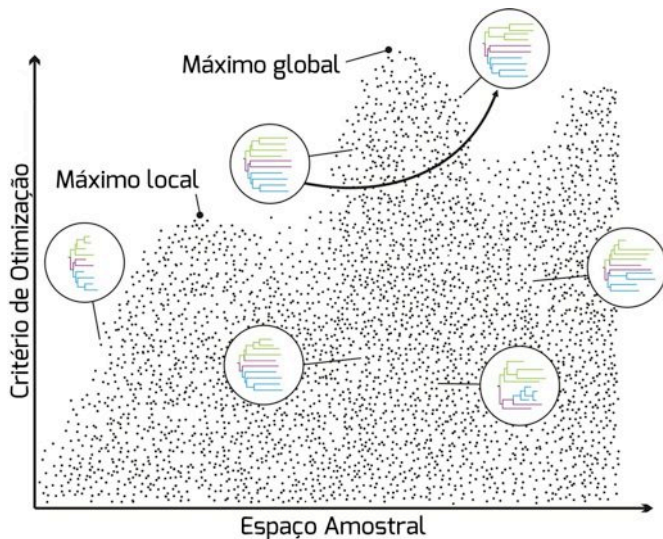 Máximo global
Máximo local
Critério de Otimização
Espaço Amostral